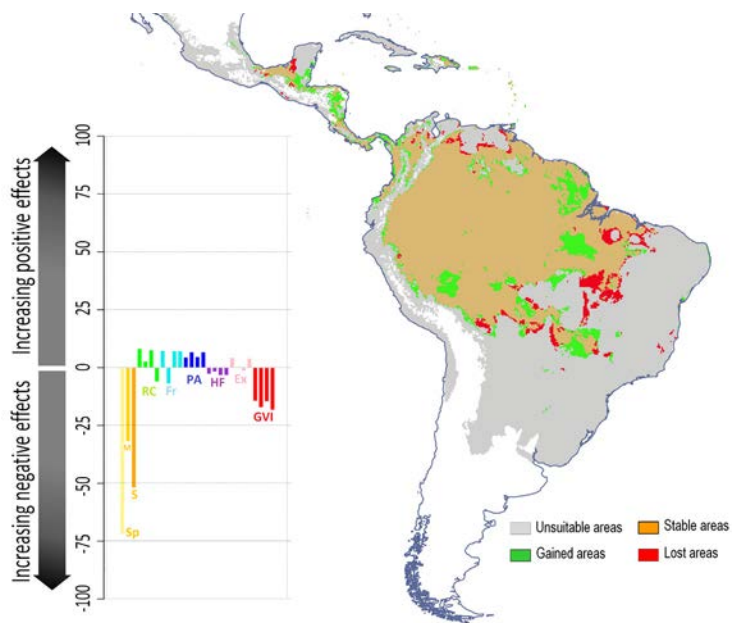 Increasing positive effects
Increasing negative effects
100
75
50
25
0
-25
-50
-75
-100
RC
Fr
PA
HF
Ex
GVI
M
S
Sp
Unsuitable areas
Stable areas
Gained areas
Lost areas